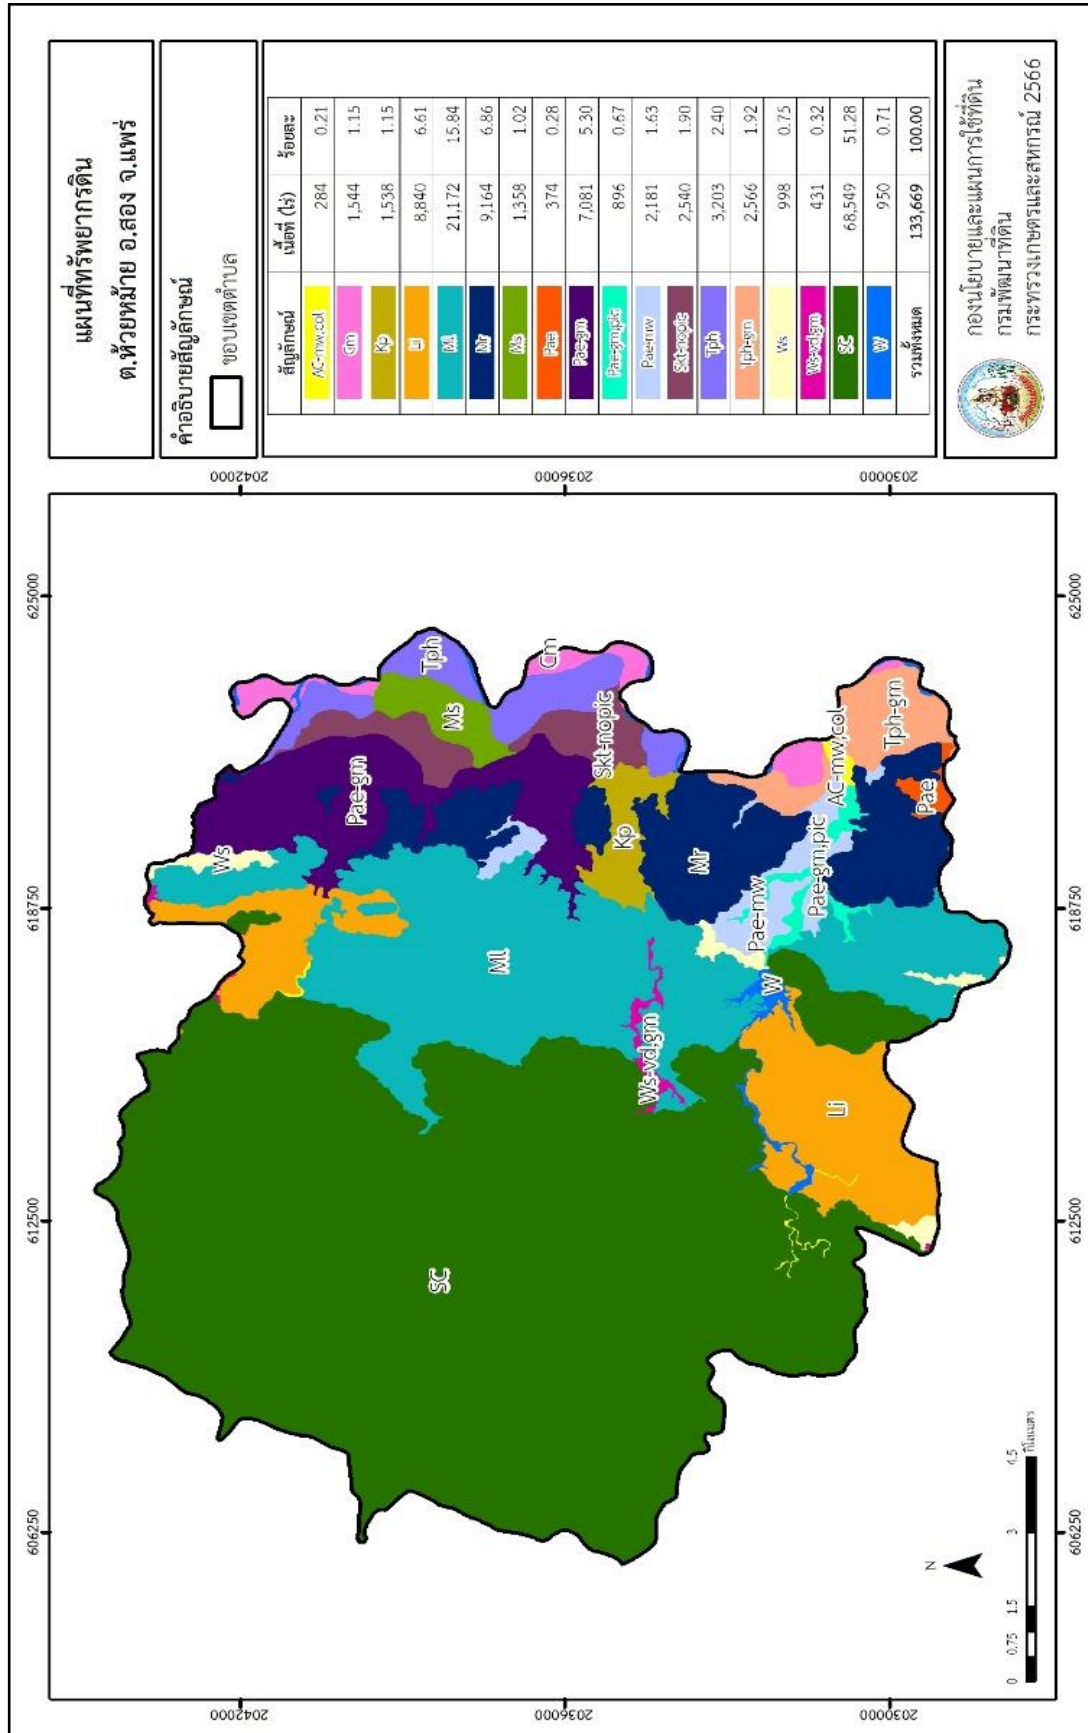 แผนที่ทรัพยากรดิน
ต.ห้วยหม้าย อ.สอง จ.แพร่
คำอธิบายสัญลักษณ์
ขอบเขตตำบล
สัญลักษณ์ เนื้อที่ (ไร่) ร้อยละ
AC-mw,col 284 0.21
Cm 1,544 1.15
Kp 1,538 1.15
Li 8,840 6.61
Ml 21,172 15.84
Mr 9,164 6.86
Ms 1,358 1.02
Pae 374 0.28
Pae-gm 7,081 5.30
Pae-gm,pic 896 0.67
Pae-mw 2,181 1.63
Skt-nopic 2,540 1.90
Tph 3,203 2.40
Tph-gm 2,566 1.92
Ws 998 0.75
Ws-vd,gm 431 0.32
SC 68,549 51.28
W 950 0.71
รวมทั้งหมด 133,669 100.00
กองนโยบายและแผนการใช้ที่ดิน
กรมพัฒนาที่ดิน
กระทรวงเกษตรและสหกรณ์ 2566
606250 612500 618750 625000
2042000
2036000
2030000
Ws
Pae-gm
Tph
Ms
Cm
Ml
Skt-nopic
Kp
SC
Ws-vd,gm
Mr
Pae-mw
W
Pae-gm,pic
AC-mw,col
Li
Tph-gm
Pae
N
0 0.75 1.5 3 4.5
กิโลเมตร
606250 612500 618750 625000
2042000
2036000
2030000